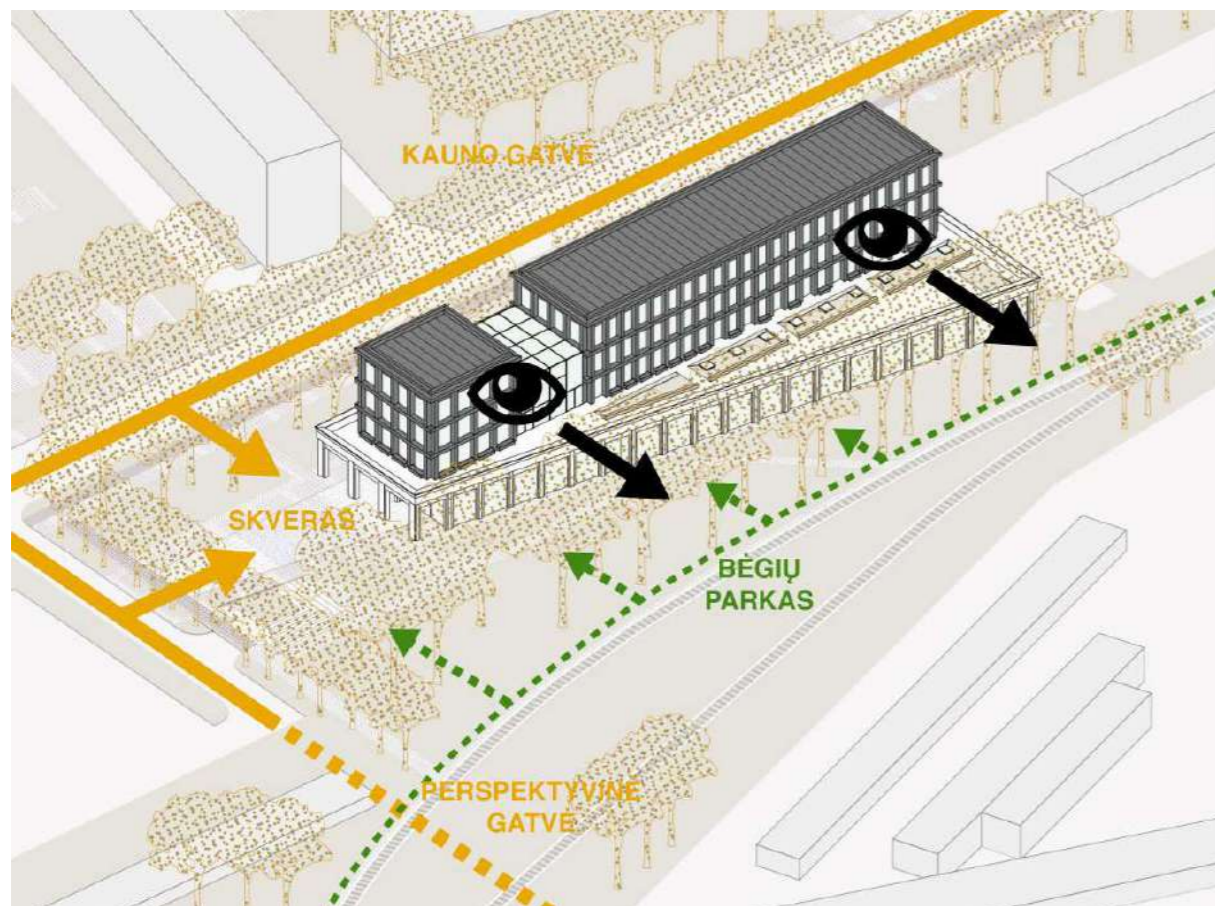 KAUNO GATVĖ
SKVERAS
BĖGIŲ
PARKAS
PERSPEKTYVINĖ
GATVĖ